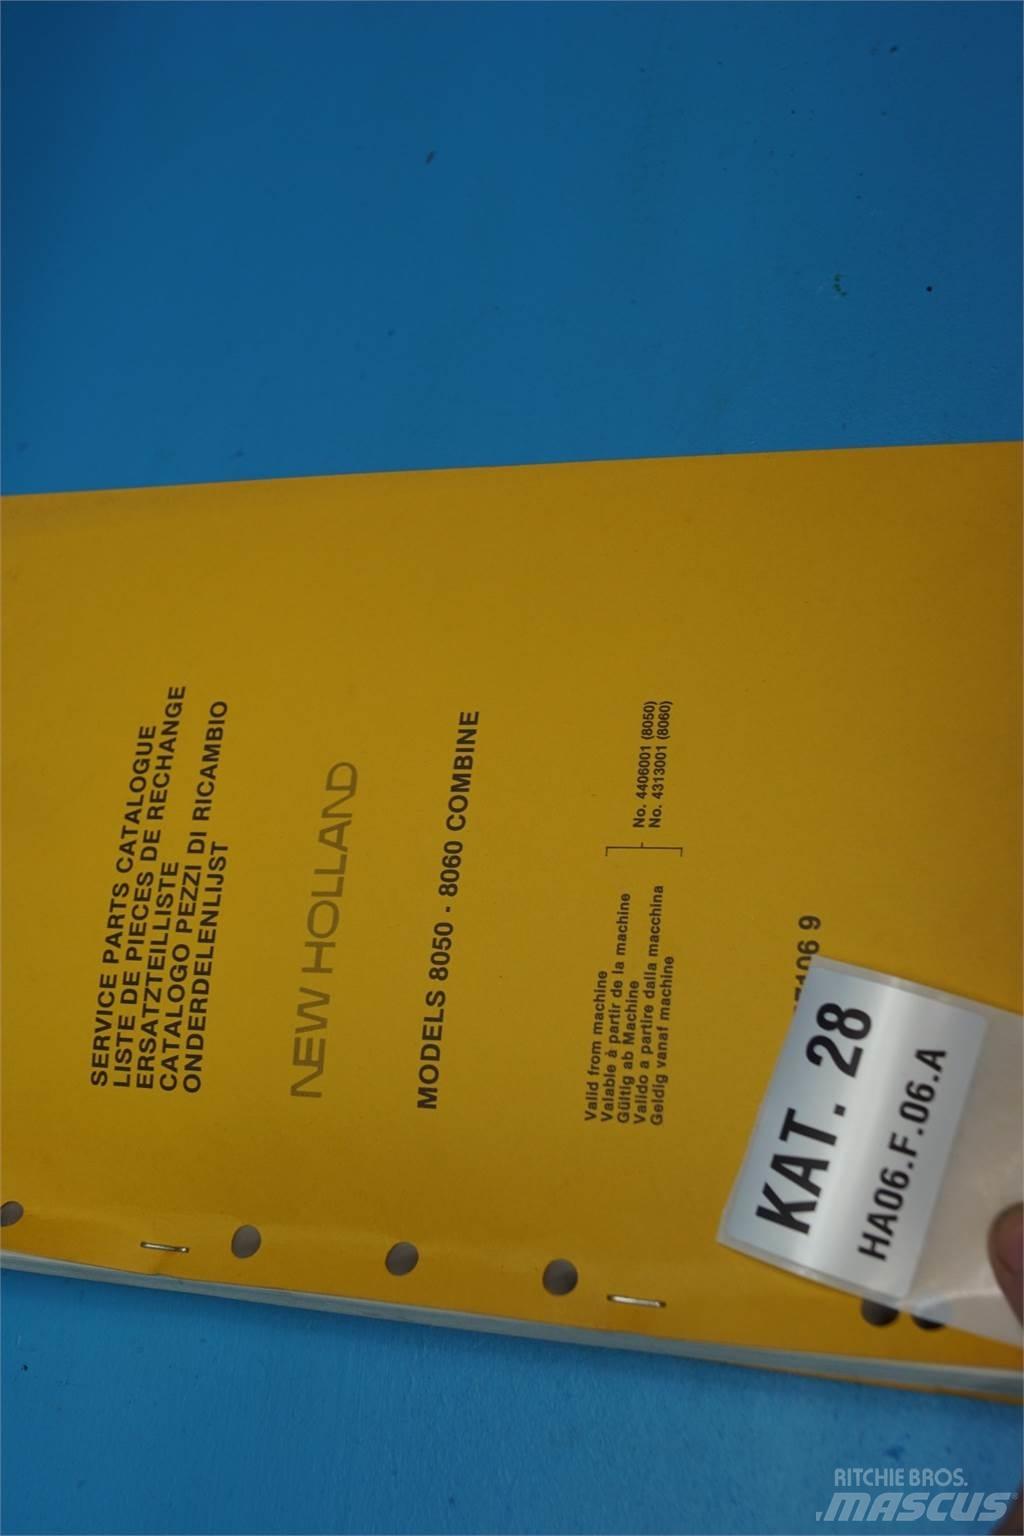 SERVICE PARTS CATALOGUE
LISTE DE PIECES DE RECHANGE
ERSATZTEILLISTE
CATALOGO PEZZI DI RICAMBIO
ONDERDELENLIJST
NEW HOLLAND
MODELS 8050 - 8060 COMBINE
Valid from machine
Valable à partir de la machine
Gültig ab Machine
Valido a partire dalla macchina
Geldig vanaf machine
No. 4406001 (8050)
No. 4313001 (8060)
KAT. 28
HA06.F.06.A
RITCHIE BROS.
MASCUS